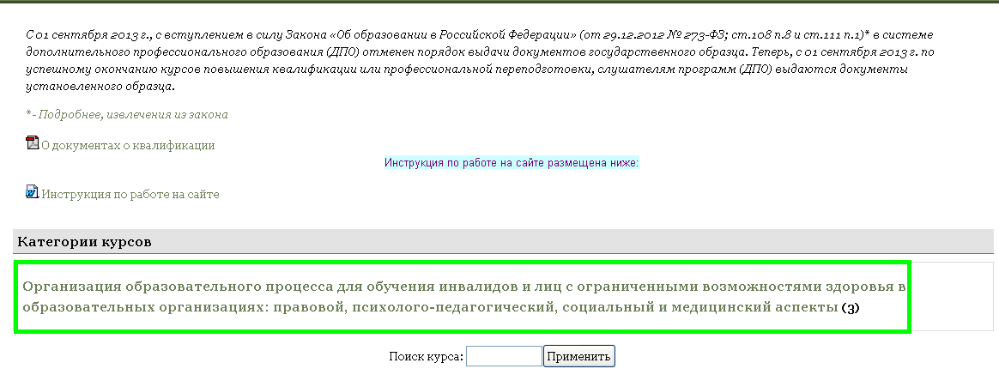 С 01 сентября 2013 г., с вступлением в силу Закона «Об образовании в Российской Федерации» (от 29.12.2012 № 273-ФЗ; ст.108 п.8 и ст.111 п.1)* в системе
дополнительного профессионального образования (ДПО) отменен порядок выдачи документов государственного образца. Теперь, с 01 сентября 2013 г. по
успешному окончанию курсов повышения квалификации или профессиональной переподготовки, слушателям программ (ДПО) выдаются документы
установленного образца.
*- Подробнее, извлечения из закона
О документах о квалификации
Инструкция по работе на сайте размещена ниже:
Инструкция по работе на сайте
Категории курсов
Организация образовательного процесса для обучения инвалидов и лиц с ограниченными возможностями здоровья в
образовательных организациях: правовой, психолого-педагогический, социальный и медицинский аспекты (3)
Поиск курса: Применить